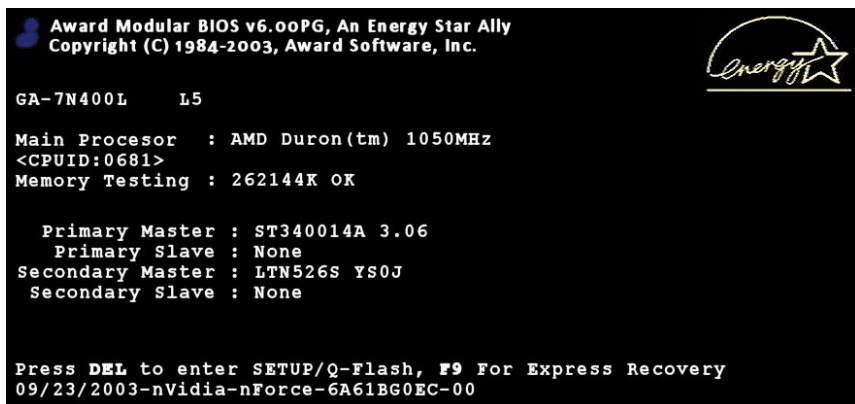 Award Modular BIOS v6.00PG, An Energy Star Ally
Copyright (C) 1984-2003, Award Software, Inc.
energy
GA-7N400L L5
Main Procesor : AMD Duron(tm) 1050MHz
<CPUID:0681>
Memory Testing : 262144K OK
Primary Master : ST340014A 3.06
Primary Slave : None
Secondary Master : LTN526S YS0J
Secondary Slave : None
Press DEL to enter SETUP/Q-Flash, F9 For Express Recovery
09/23/2003-nVidia-nForce-6A61BG0EC-00